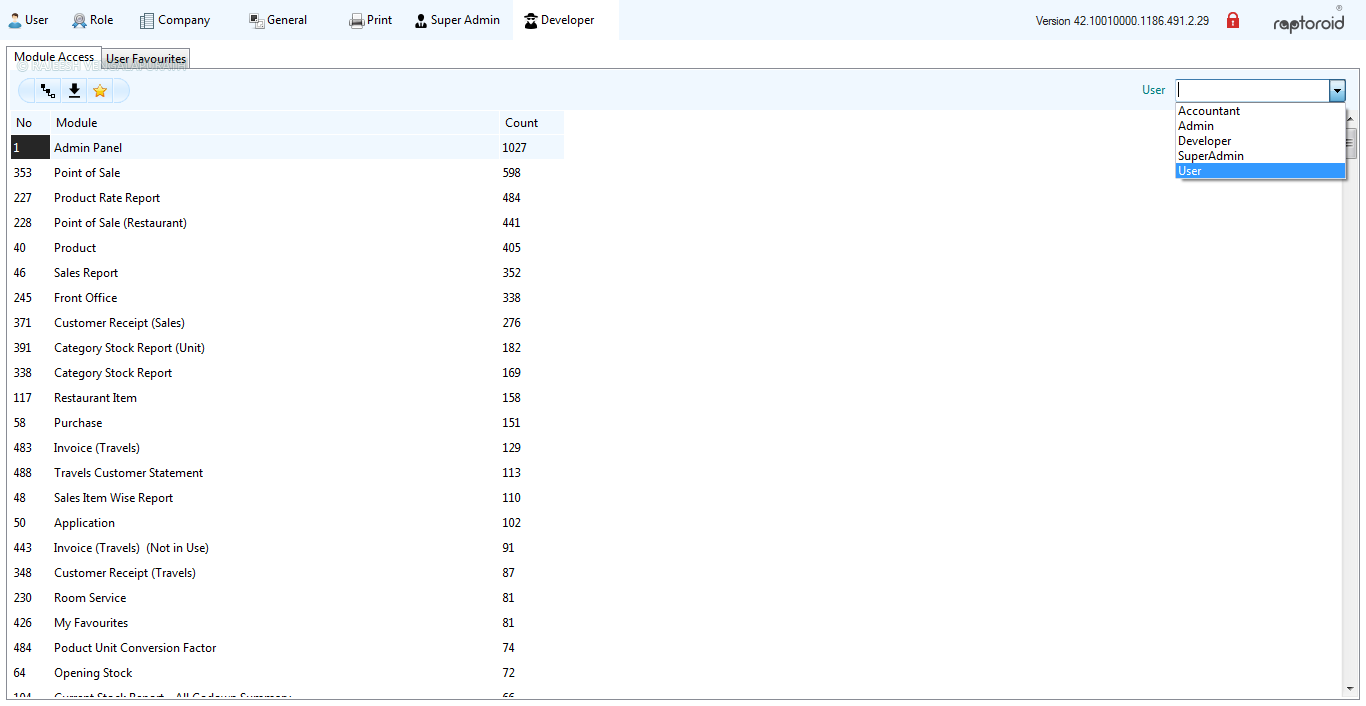 User Role Company General Print Super Admin Developer Version 42.10010000.1186.491.2.29 raptoroid ®
Module Access User Favourites
User
No Module Count
Accountant
Admin
Developer
SuperAdmin
User
1 Admin Panel 1027
353 Point of Sale 598
227 Product Rate Report 484
228 Point of Sale (Restaurant) 441
40 Product 405
46 Sales Report 352
245 Front Office 338
371 Customer Receipt (Sales) 276
391 Category Stock Report (Unit) 182
338 Category Stock Report 169
117 Restaurant Item 158
58 Purchase 151
483 Invoice (Travels) 129
488 Travels Customer Statement 113
48 Sales Item Wise Report 110
50 Application 102
443 Invoice (Travels) (Not in Use) 91
348 Customer Receipt (Travels) 87
230 Room Service 81
426 My Favourites 81
484 Poduct Unit Conversion Factor 74
64 Opening Stock 72
Current Stock Report All Godown Summary 66